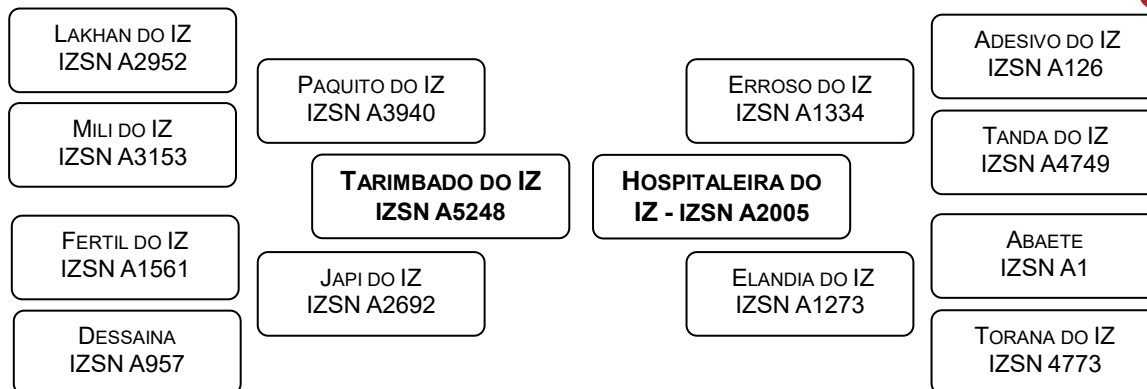 LAKHAN DO IZ
IZSN A2952
MILI DO IZ
IZSN A3153
FERTIL DO IZ
IZSN A1561
DESSAINA
IZSN A957
PAQUITO DO IZ
IZSN A3940
JAPI DO IZ
IZSN A2692
TARIMBADO DO IZ
IZSN A5248
HOSPITALEIRA DO
IZ - IZSN A2005
ERROSO DO IZ
IZSN A1334
ELANDIA DO IZ
IZSN A1273
ADESIVO DO IZ
IZSN A126
TANDA DO IZ
IZSN A4749
ABAETE
IZSN A1
TORANA DO IZ
IZSN 4773